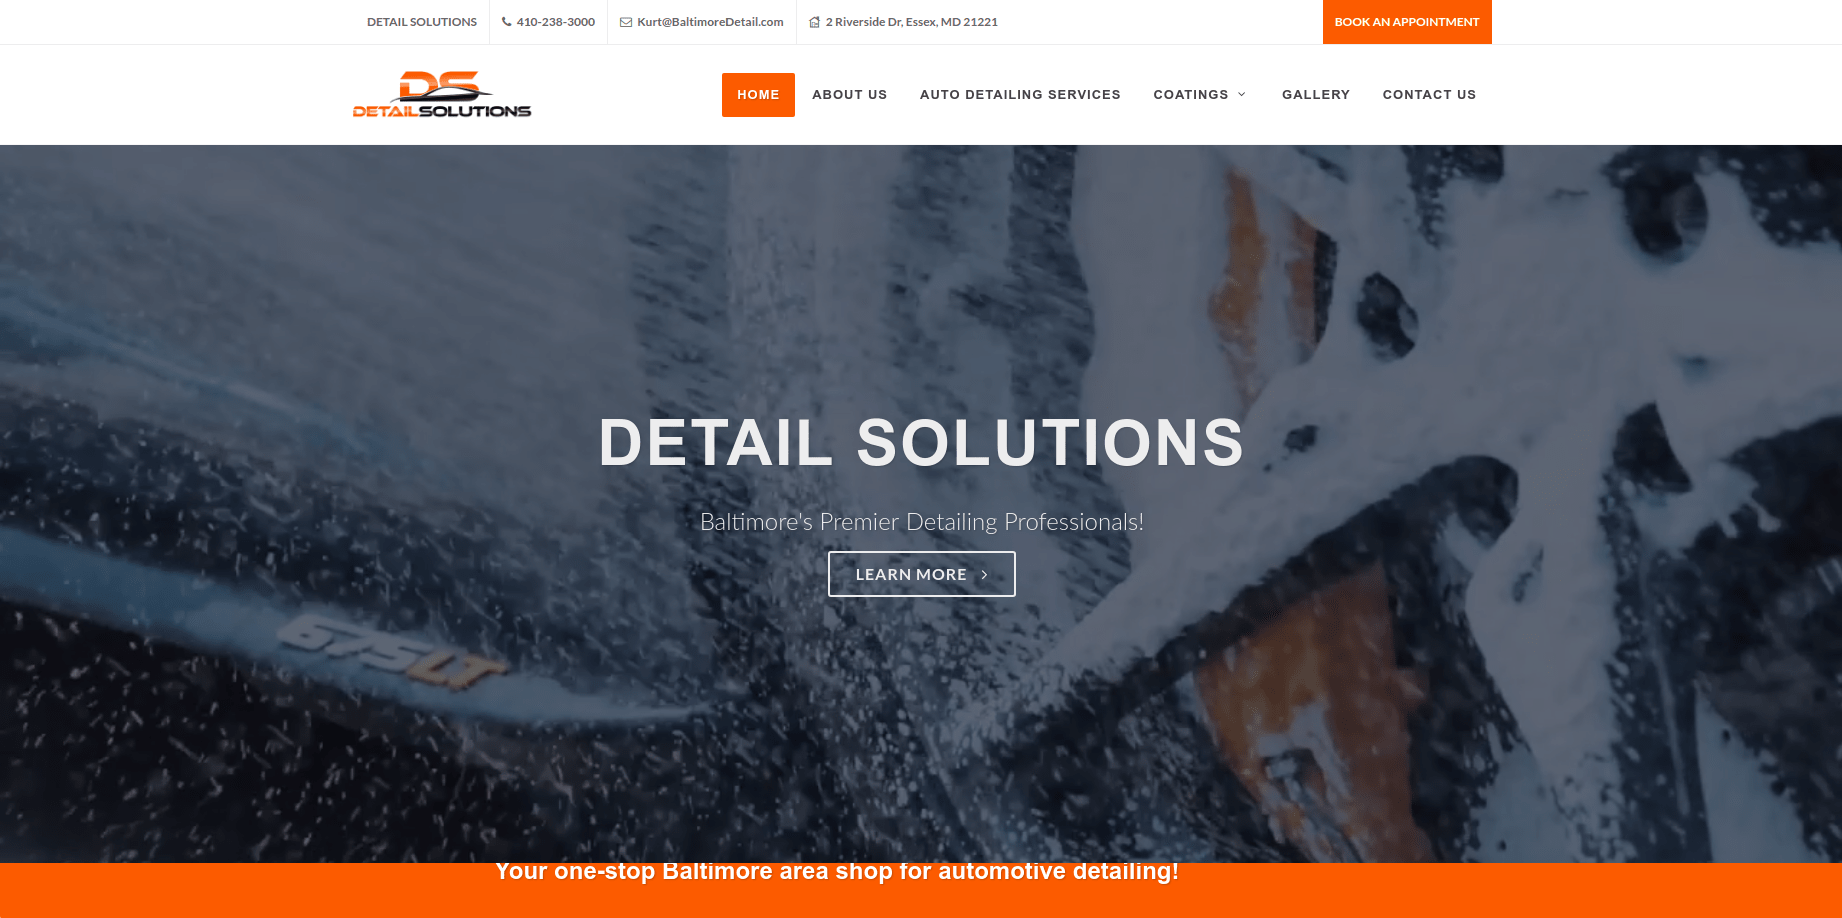 DETAIL SOLUTIONS
410-238-3000
Kurt@BaltimoreDetail.com
2 Riverside Dr, Essex, MD 21221
BOOK AN APPOINTMENT
DS
DETAILSOLUTIONS
HOME
ABOUT US
AUTO DETAILING SERVICES
COATINGS
GALLERY
CONTACT US
DETAIL SOLUTIONS
Baltimore's Premier Detailing Professionals!
LEARN MORE
675LT
Your one-stop Baltimore area shop for automotive detailing!